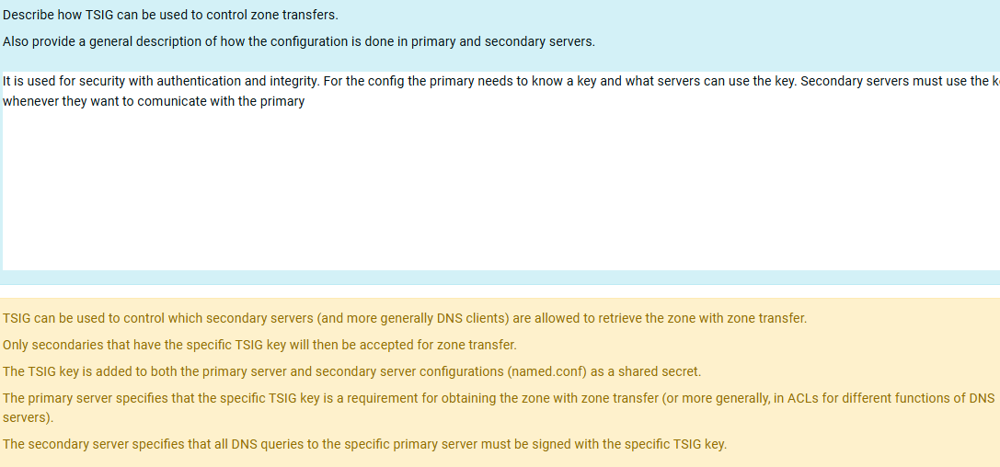 Describe how TSIG can be used to control zone transfers.
Also provide a general description of how the configuration is done in primary and secondary servers.
It is used for security with authentication and integrity. For the config the primary needs to know a key and what servers can use the key. Secondary servers must use the
whenever they want to comunicate with the primary
TSIG can be used to control which secondary servers (and more generally DNS clients) are allowed to retrieve the zone with zone transfer.
Only secondaries that have the specific TSIG key will then be accepted for zone transfer.
The TSIG key is added to both the primary server and secondary server configurations (named.conf) as a shared secret.
The primary server specifies that the specific TSIG key is a requirement for obtaining the zone with zone transfer (or more generally, in ACLs for different functions of DNS
servers).
The secondary server specifies that all DNS queries to the specific primary server must be signed with the specific TSIG key.